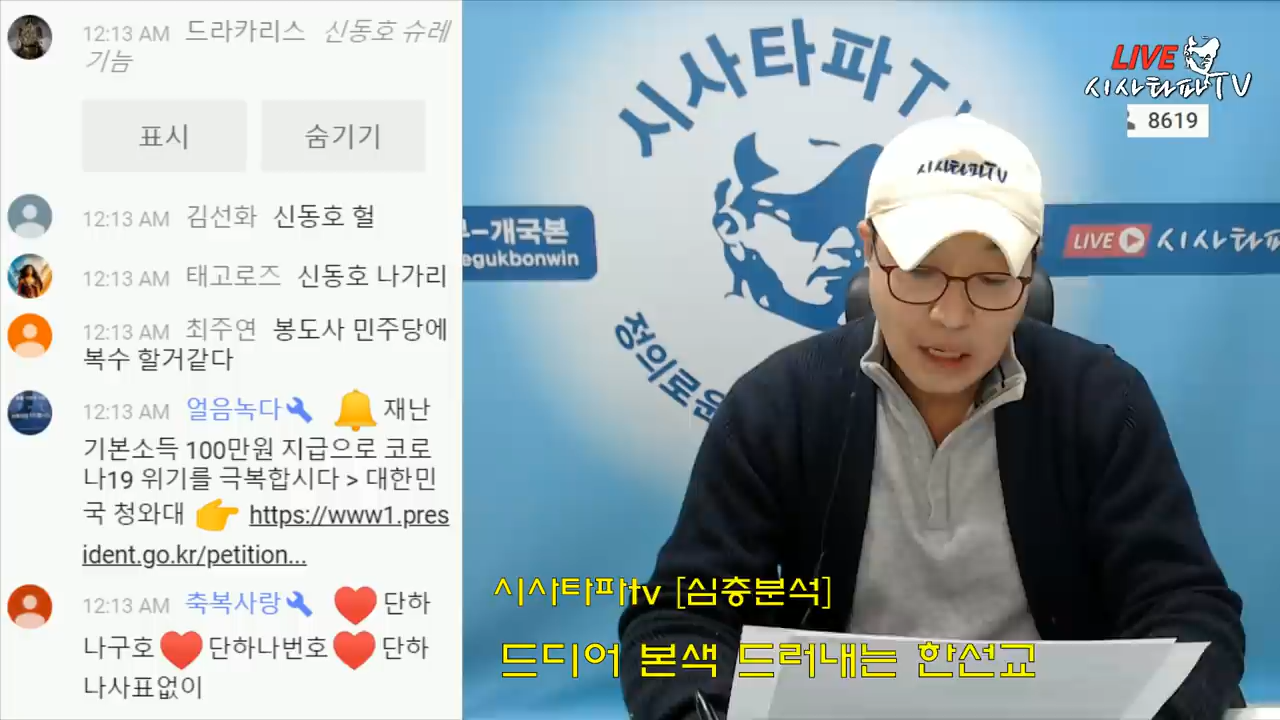 12:13 AM 드라카리스 신동호 슈레
기늠
표시 숨기기
12:13 AM 김선화 신동호 헐
12:13 AM 태고로즈 신동호 나가리
12:13 AM 최주연 봉도사 민주당에
복수 할거같다
12:13 AM 얼음녹다🔧 🔔재난
기본소득 100만원 지급으로 코로
나19 위기를 극복합시다 > 대한민
국 청와대 👉 https://www1.pres
ident.go.kr/petition...
12:13 AM 축복사랑🔧 ❤️단하
나구호❤️단하나번호❤️단하
나사표없이
시사타파TV
LIVE
시사타파TV
8619
시사타파TV
-개국본
egukbonwin
LIVE 시사타파
정의로운
시사타파tv [심층분석]
드디어 본색 드러내는 한선교